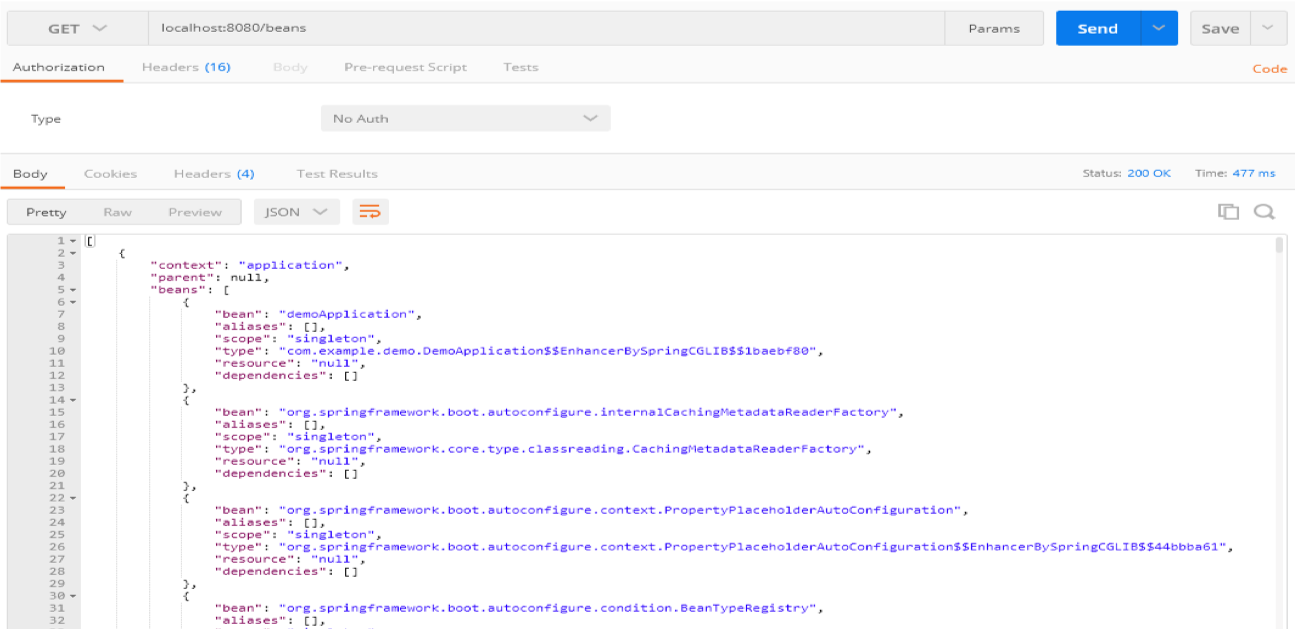 GET localhost:8080/beans Params Send Save
Authorization Headers (16) Body Pre-request Script Tests Code
Type No Auth
Body Cookies Headers (4) Test Results Status: 200 OK Time: 477 ms
Pretty Raw Preview JSON
1 [
2 {
3 "context": "application",
4 "parent": null,
5 "beans": [
6 {
7 "bean": "demoApplication",
8 "aliases": [],
9 "scope": "singleton",
10 "type": "com.example.demo.DemoApplication$$EnhancerBySpringCGLIB$$1baebf80",
11 "resource": "null",
12 "dependencies": []
13 },
14 {
15 "bean": "org.springframework.boot.autoconfigure.internalCachingMetadataReaderFactory",
16 "aliases": [],
17 "scope": "singleton",
18 "type": "org.springframework.core.type.classreading.CachingMetadataReaderFactory",
19 "resource": "null",
20 "dependencies": []
21 },
22 {
23 "bean": "org.springframework.boot.autoconfigure.context.PropertyPlaceholderAutoConfiguration",
24 "aliases": [],
25 "scope": "singleton",
26 "type": "org.springframework.boot.autoconfigure.context.PropertyPlaceholderAutoConfiguration$$EnhancerBySpringCGLIB$$44bbba61",
27 "resource": "null",
28 "dependencies": []
29 },
30 {
31 "bean": "org.springframework.boot.autoconfigure.condition.BeanTypeRegistry",
32 "aliases": [],